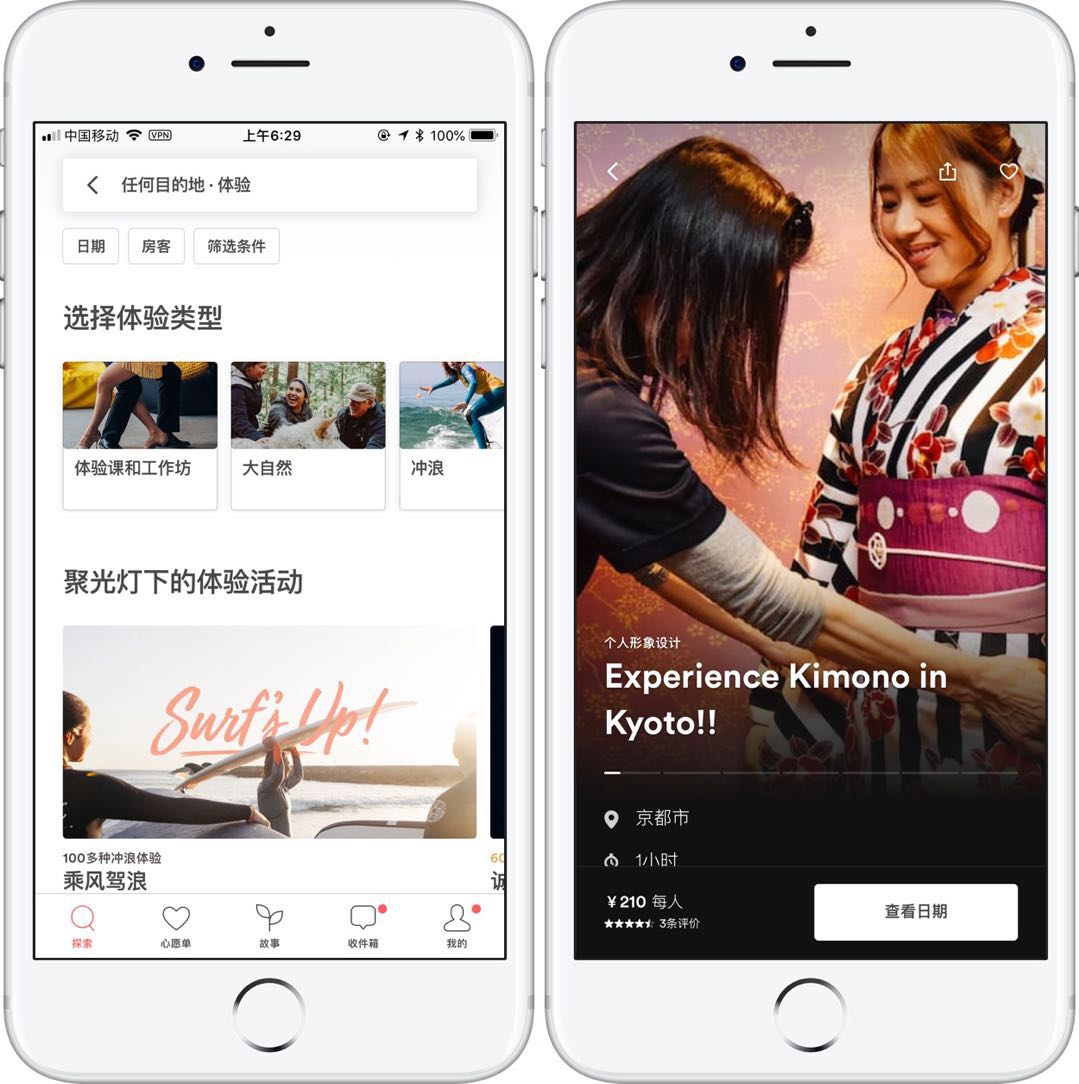 中国移动 VPN 上午6:29 100%
任何目的地 · 体验
日期 房客 筛选条件
选择体验类型
体验课和工作坊 大自然 冲浪
聚光灯下的体验活动
Surf's Up!
100多种冲浪体验 60
乘风驾浪 诚
探索 心愿单 故事 收件箱 我的
个人形象设计
Experience Kimono in
Kyoto!!
京都市
1小时
¥210 每人
3条评价
查看日期